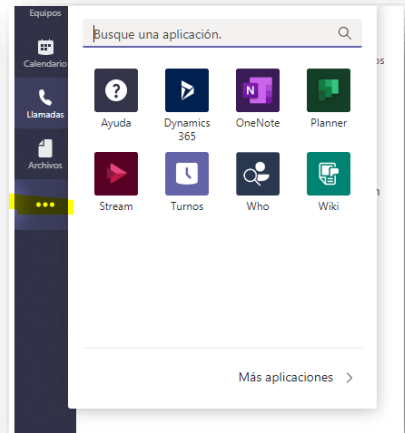 Equipos
Calendario
Llamadas
Archivos
Busque una aplicación.
Ayuda
Dynamics
365
OneNote
Planner
Stream
Turnos
Who
Wiki
Más aplicaciones